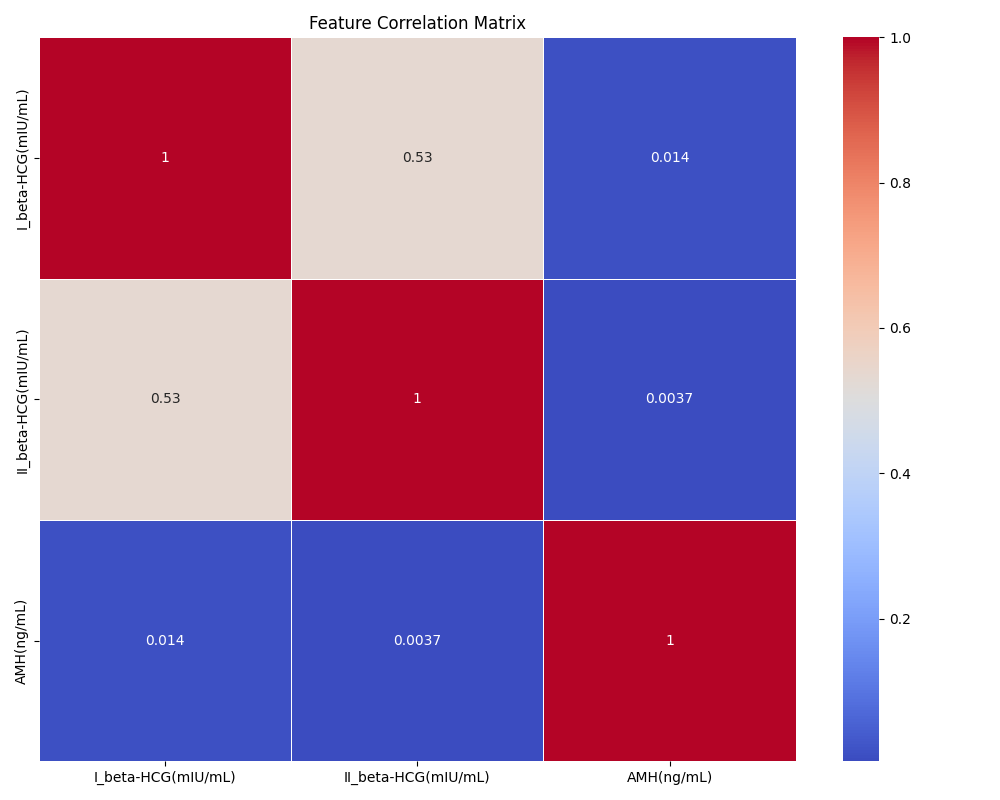 Feature Correlation Matrix
I_beta-HCG(mIU/mL)
1
0.53
0.014
II_beta-HCG(mIU/mL)
0.53
1
0.0037
AMH(ng/mL)
0.014
0.0037
1
I_beta-HCG(mIU/mL)
II_beta-HCG(mIU/mL)
AMH(ng/mL)
1.0
0.8
0.6
0.4
0.2